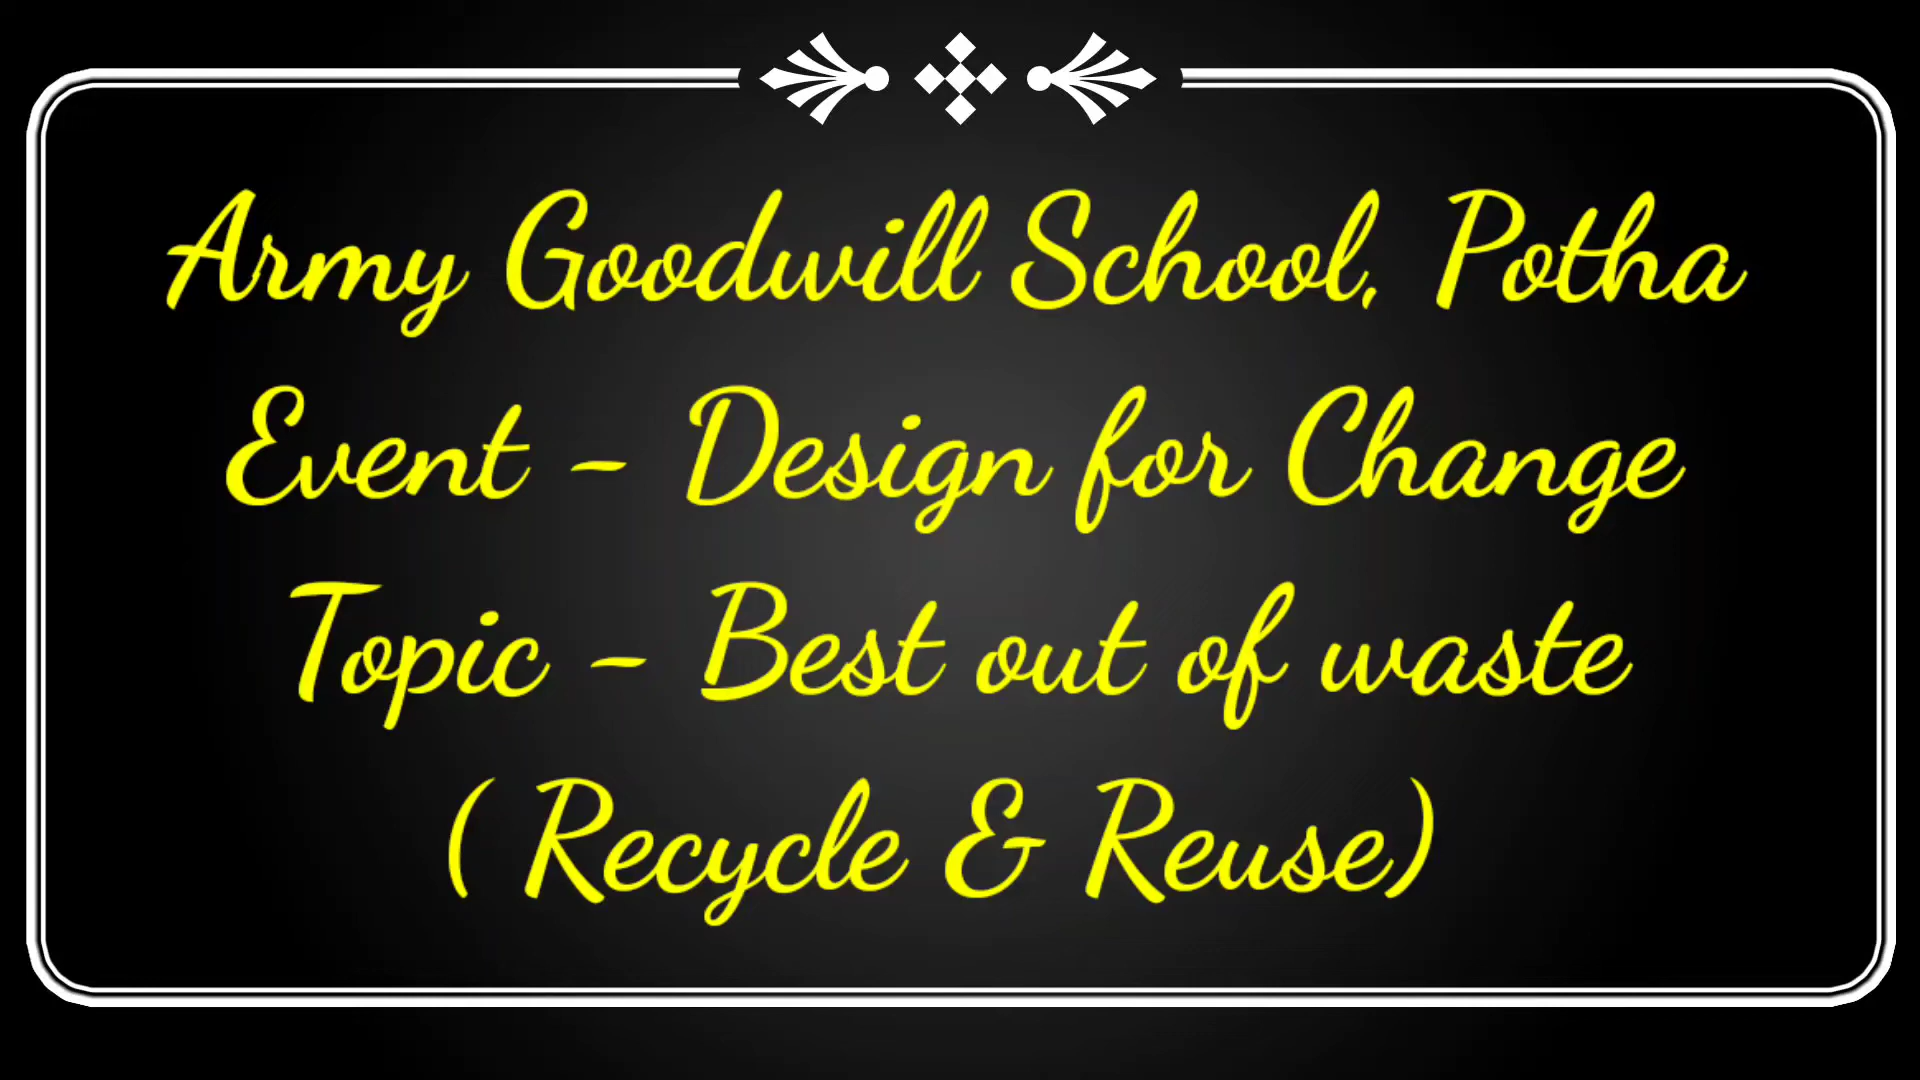 Army Goodwill School, Potha
Event - Design for Change
Topic - Best out of waste
( Recycle & Reuse)